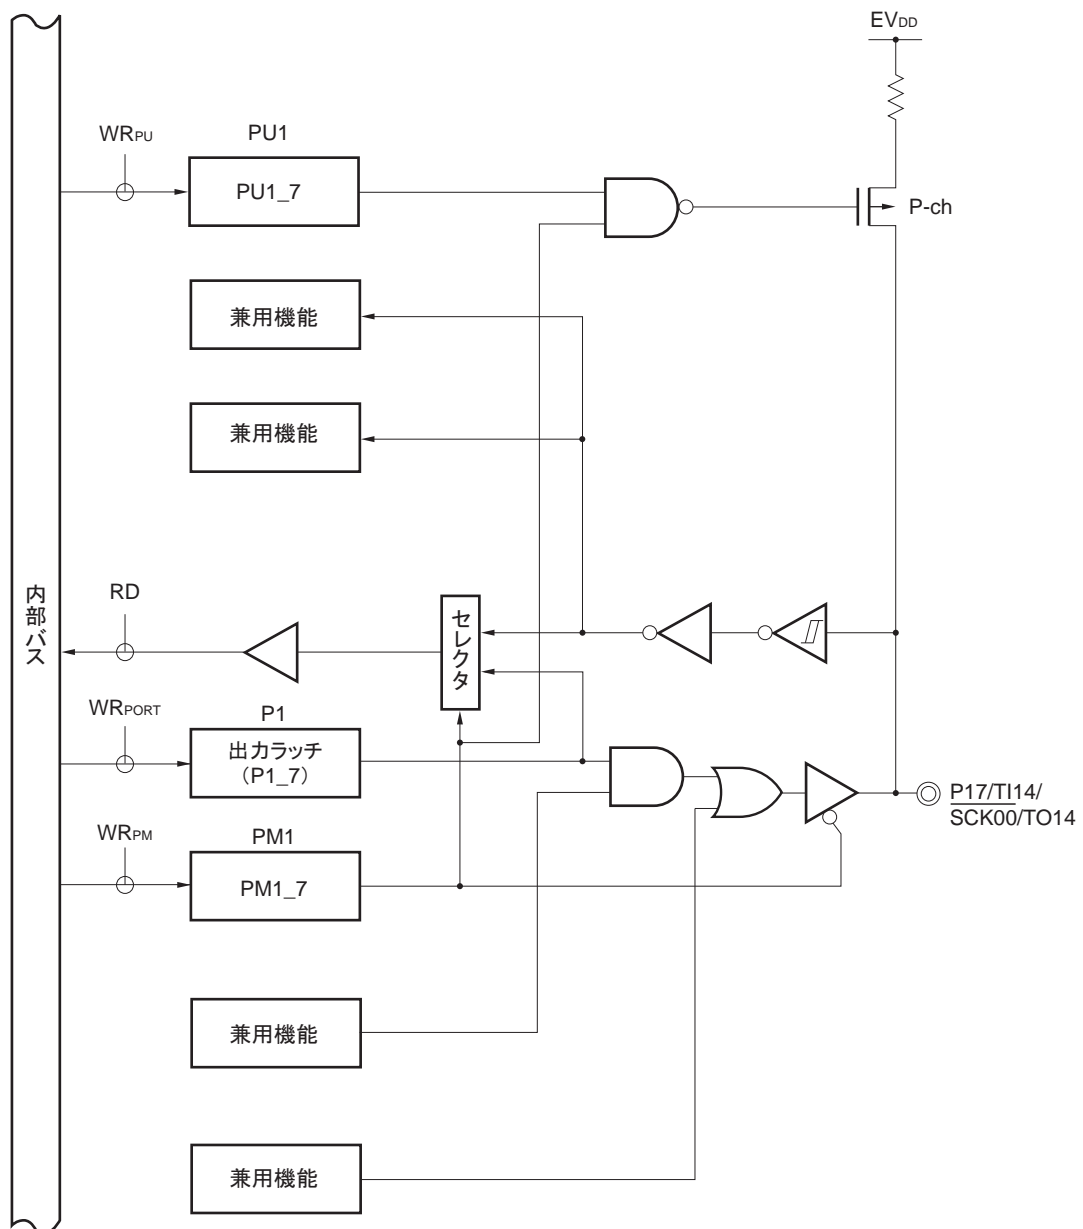 EVDD
WRPU
PU1
PU1_7
P-ch
兼用機能
兼用機能
内部バス
RD
セレクタ
WRPORT
P1
出力ラッチ
（P1_7）
P17/TI14/
SCK00/TO14
WRPM
PM1
PM1_7
兼用機能
兼用機能